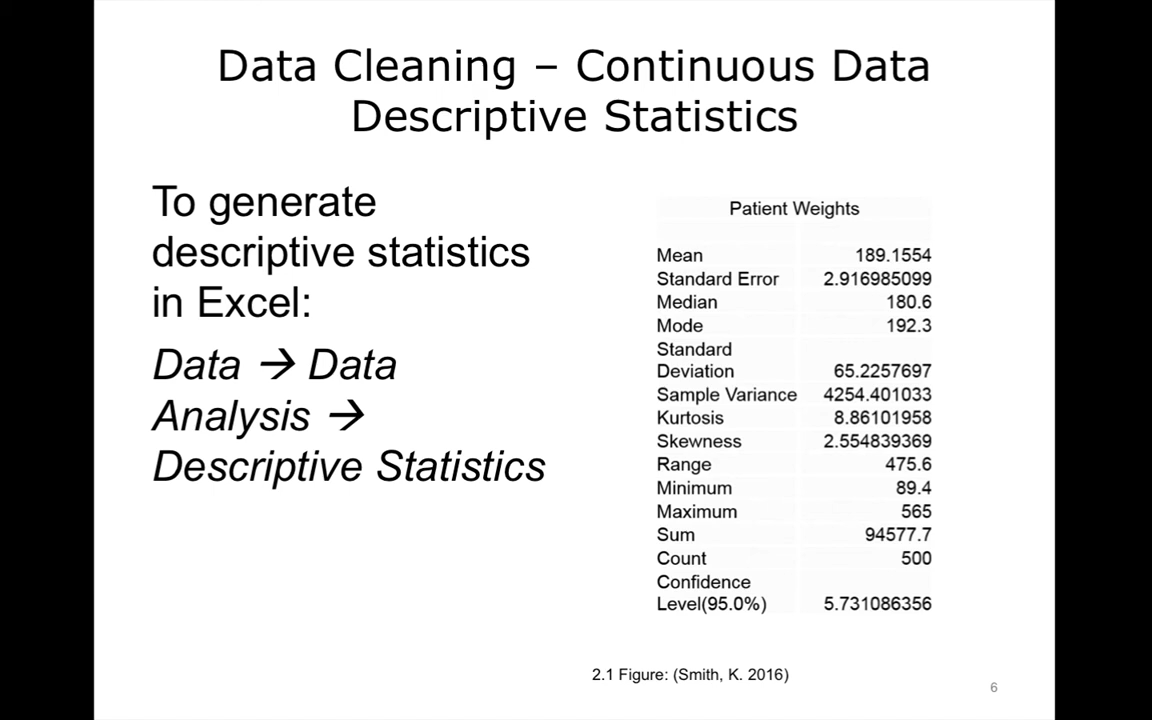 Data Cleaning – Continuous Data
Descriptive Statistics
To generate
descriptive statistics
in Excel:
Data → Data
Analysis →
Descriptive Statistics
Patient Weights
Mean 189.1554
Standard Error 2.916985099
Median 180.6
Mode 192.3
Standard
Deviation 65.2257697
Sample Variance 4254.401033
Kurtosis 8.86101958
Skewness 2.554839369
Range 475.6
Minimum 89.4
Maximum 565
Sum 94577.7
Count 500
Confidence
Level(95.0%) 5.731086356
2.1 Figure: (Smith, K. 2016)
6